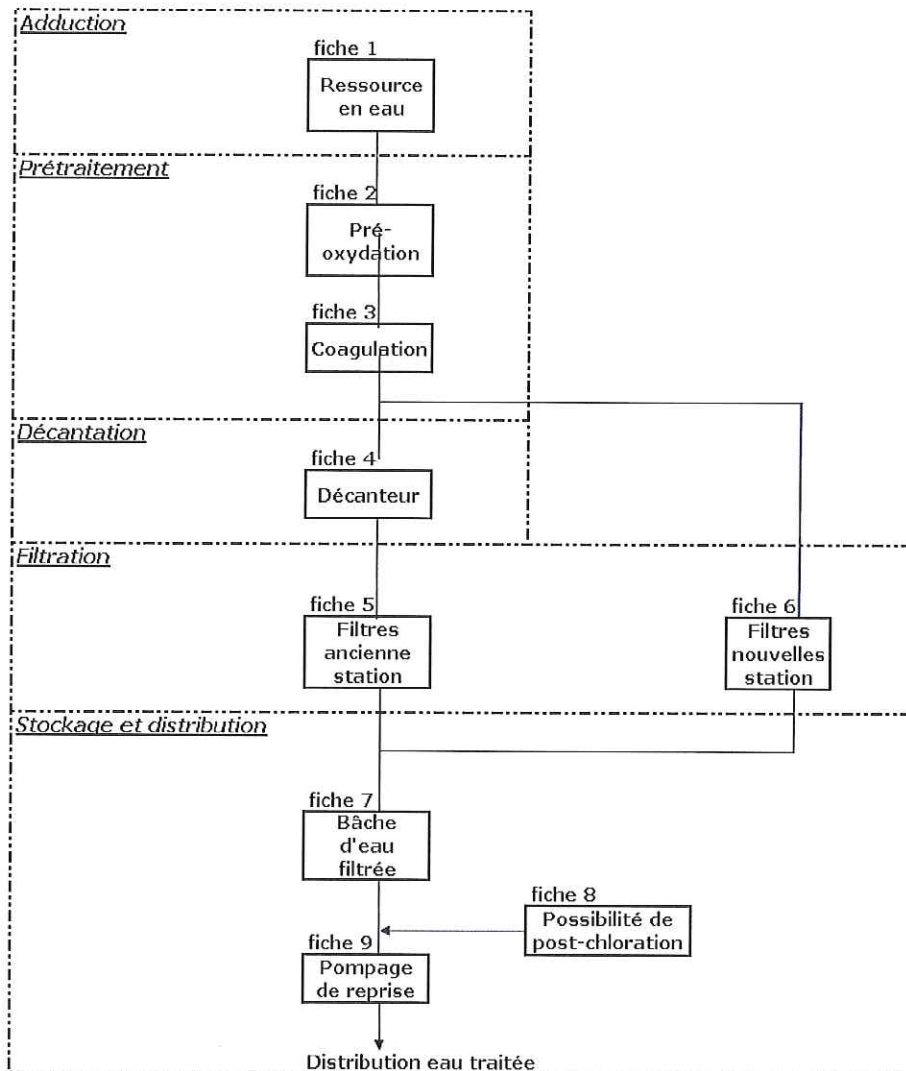 Adduction
fiche 1
Ressource
en eau
Prétraitement
fiche 2
Pré-
oxydation
fiche 3
Coagulation
Décantation
fiche 4
Décanteur
Filtration
fiche 5
Filtres
ancienne
station
fiche 6
Filtres
nouvelles
station
Stockage et distribution
fiche 7
Bâche
d'eau
filtrée
fiche 8
Possibilité de
post-chloration
fiche 9
Pompage
de reprise
Distribution eau traitée